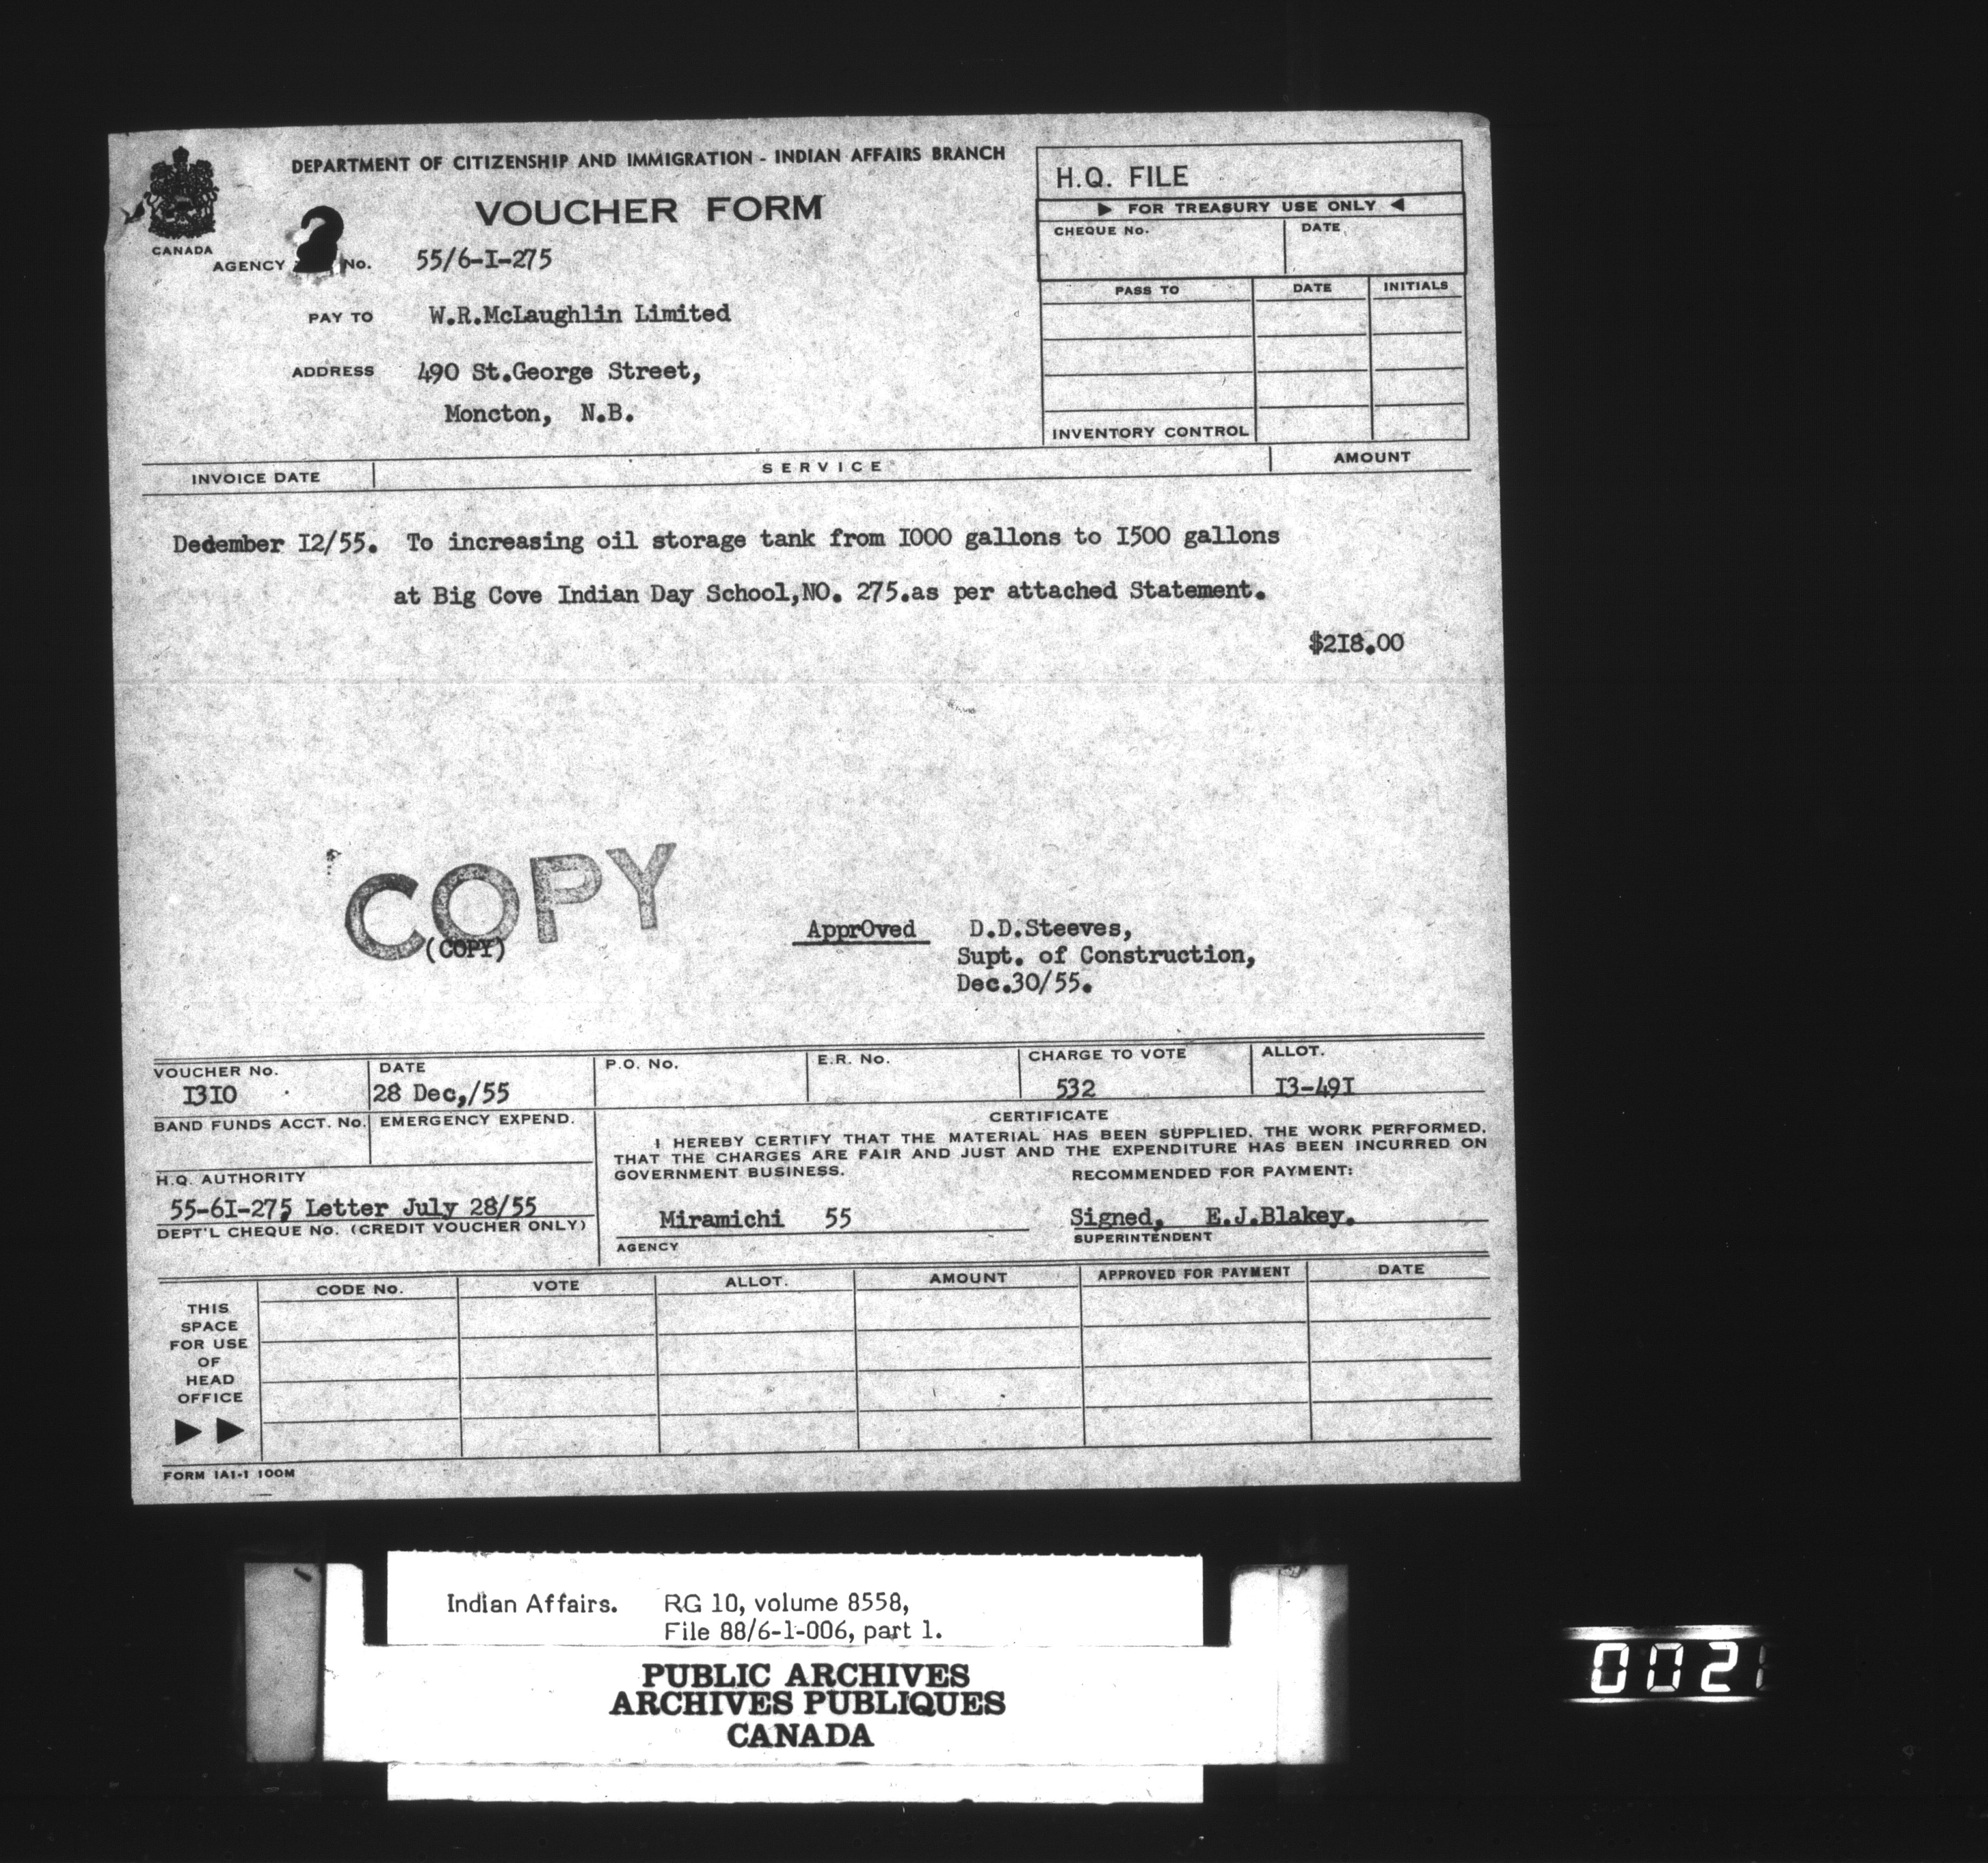 DEPARTMENT OF CITIZENSHIP AND IMMIGRATION - INDIAN AFFAIRS BRANCH
VOUCHER FORM
CANADA
AGENCY No. 55/6-I-275
PAY TO W.R.McLaughlin Limited
ADDRESS 490 St.George Street,
Moncton, N.B.
H.Q. FILE
▶ FOR TREASURY USE ONLY ◀
CHEQUE No. DATE
PASS TO DATE INITIALS
INVENTORY CONTROL
INVOICE DATE SERVICE AMOUNT
Dedember I2/55. To increasing oil storage tank from I000 gallons to I500 gallons
at Big Cove Indian Day School,NO. 275.as per attached Statement.
$2I8.00
COPY
(COPY)
ApprOved D.D.Steeves,
Supt. of Construction,
Dec.30/55.
VOUCHER No. DATE P.O. No. E.R. No. CHARGE TO VOTE ALLOT.
I3IO 28 Dec,/55 532 I3-49I
BAND FUNDS ACCT. No. EMERGENCY EXPEND.
CERTIFICATE
I HEREBY CERTIFY THAT THE MATERIAL HAS BEEN SUPPLIED, THE WORK PERFORMED,
THAT THE CHARGES ARE FAIR AND JUST AND THE EXPENDITURE HAS BEEN INCURRED ON
GOVERNMENT BUSINESS.
RECOMMENDED FOR PAYMENT:
H.Q. AUTHORITY
55-6I-275 Letter July 28/55
DEPT'L CHEQUE No. (CREDIT VOUCHER ONLY)
Miramichi 55
AGENCY
Signed, E.J.Blakey.
SUPERINTENDENT
CODE No. VOTE ALLOT. AMOUNT APPROVED FOR PAYMENT DATE
THIS
SPACE
FOR USE
OF
HEAD
OFFICE
▶ ▶
FORM 1A1-1 100M
Indian Affairs. RG 10, volume 8558,
File 88/6-1-006, part 1.
PUBLIC ARCHIVES
ARCHIVES PUBLIQUES
CANADA
0021